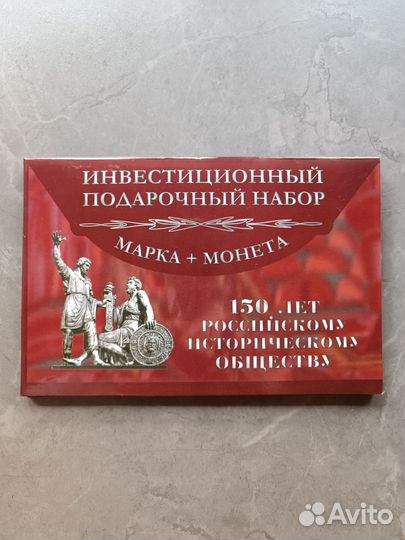 ИНВЕСТИЦИОННЫЙ
ПОДАРОЧНЫЙ НАБОР
МАРКА + МОНЕТА
150 ЛЕТ
РОССИЙСКОМУ
ИСТОРИЧЕСКОМУ
ОБЩЕСТВУ
Avito